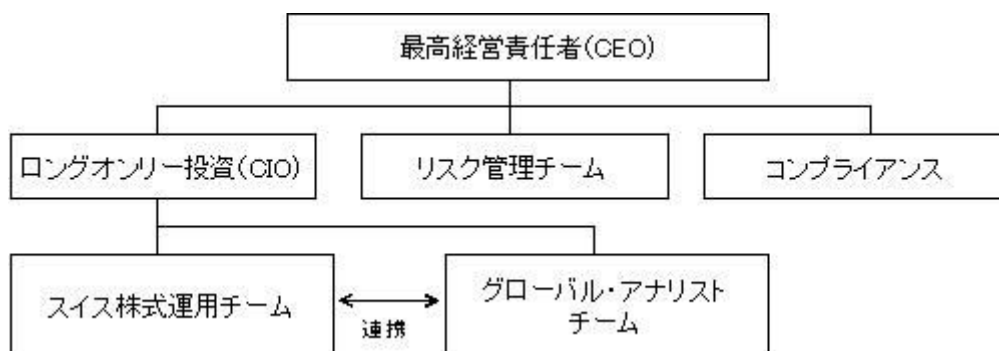 最高経営責任者(CEO)
ロングオンリー投資(CIO)
リスク管理チーム
コンプライアンス
スイス株式運用チーム
連携
グローバル・アナリスト
チーム